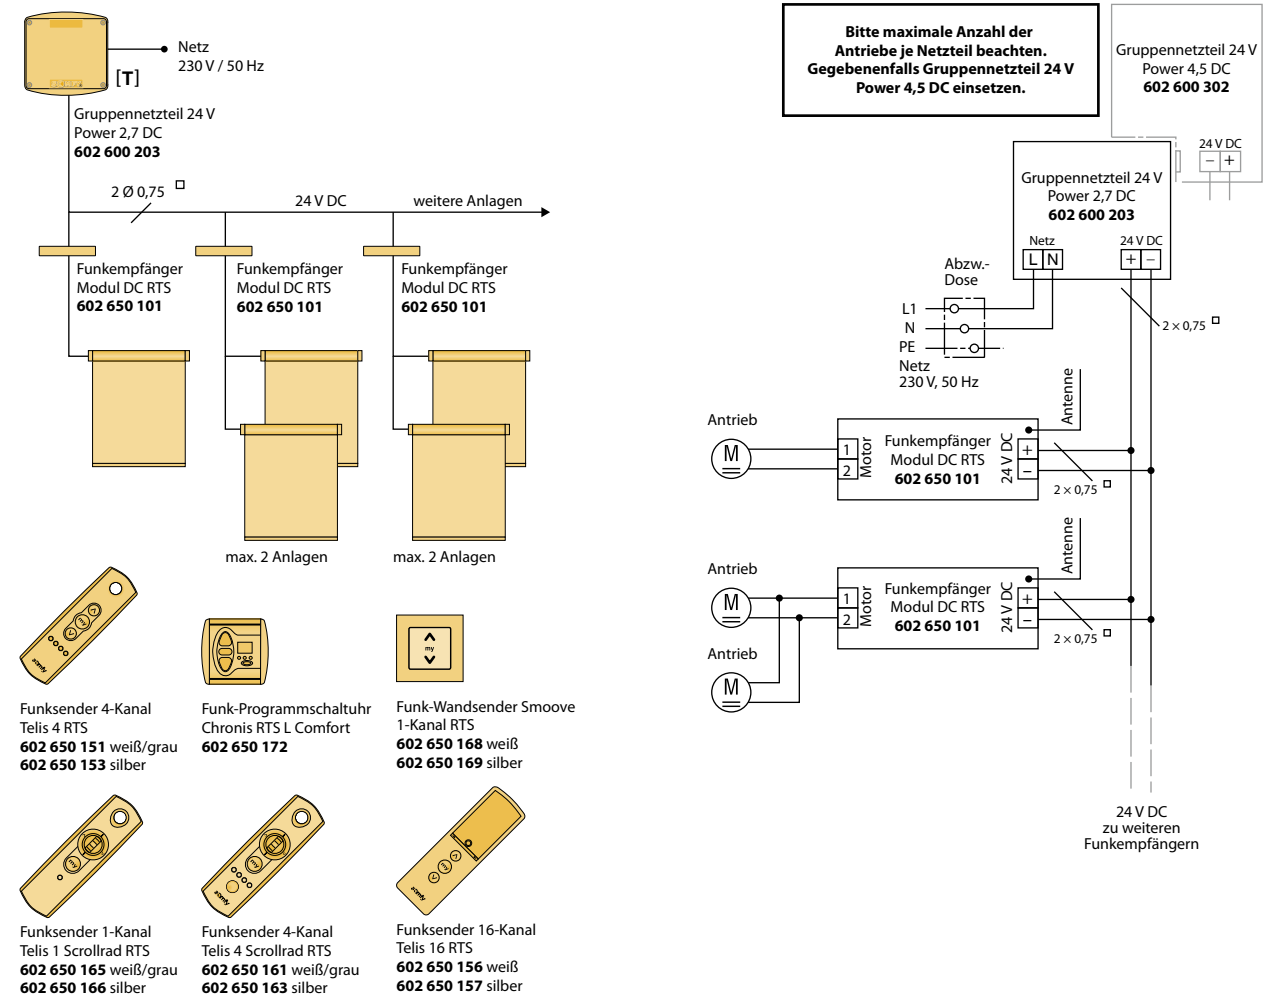 Netz
230 V / 50 Hz
[T]
Gruppennetzteil 24 V
Power 2,7 DC
602 600 203
2 Ø 0,75
24 V DC
weitere Anlagen
Funkempfänger
Modul DC RTS
602 650 101
Funkempfänger
Modul DC RTS
602 650 101
Funkempfänger
Modul DC RTS
602 650 101
max. 2 Anlagen
max. 2 Anlagen
my
somfy
Funksender 4-Kanal
Telis 4 RTS
602 650 151 weiß/grau
602 650 153 silber
Funk-Programmschaltuhr
Chronis RTS L Comfort
602 650 172
my
Funk-Wandsender Smoove
1-Kanal RTS
602 650 168 weiß
602 650 169 silber
my
somfy
Funksender 1-Kanal
Telis 1 Scrollrad RTS
602 650 165 weiß/grau
602 650 166 silber
my
somfy
Funksender 4-Kanal
Telis 4 Scrollrad RTS
602 650 161 weiß/grau
602 650 163 silber
my
somfy
Funksender 16-Kanal
Telis 16 RTS
602 650 156 weiß
602 650 157 silber
Bitte maximale Anzahl der
Antriebe je Netzteil beachten.
Gegebenenfalls Gruppennetzteil 24 V
Power 4,5 DC einsetzen.
Gruppennetzteil 24 V
Power 4,5 DC
602 600 302
24 V DC
– +
Gruppennetzteil 24 V
Power 2,7 DC
602 600 203
Netz
L N
24 V DC
+ –
Abzw.-
Dose
L1
N
PE
Netz
230 V, 50 Hz
2 × 0,75
Antenne
Antrieb
M
1
2
Motor
Funkempfänger
Modul DC RTS
602 650 101
24 V DC
+
–
2 × 0,75
Antenne
Antrieb
M
1
2
Motor
Funkempfänger
Modul DC RTS
602 650 101
24 V DC
+
–
2 × 0,75
Antrieb
M
24 V DC
zu weiteren
Funkempfängern